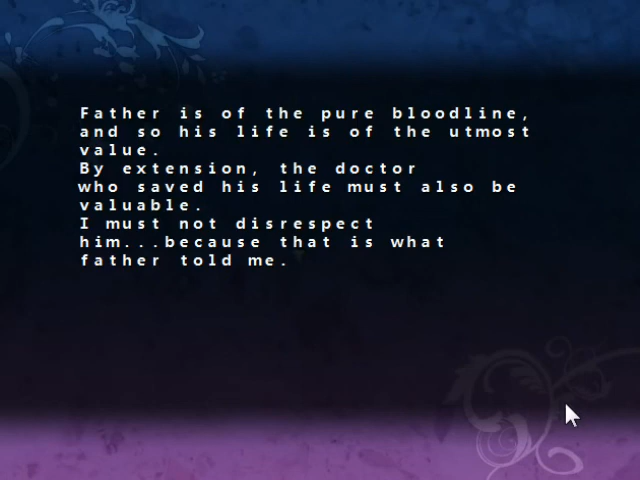 Father is of the pure bloodline,
and so his life is of the utmost
value.
By extension, the doctor
who saved his life must also be
valuable.
I must not disrespect
him...because that is what
father told me.